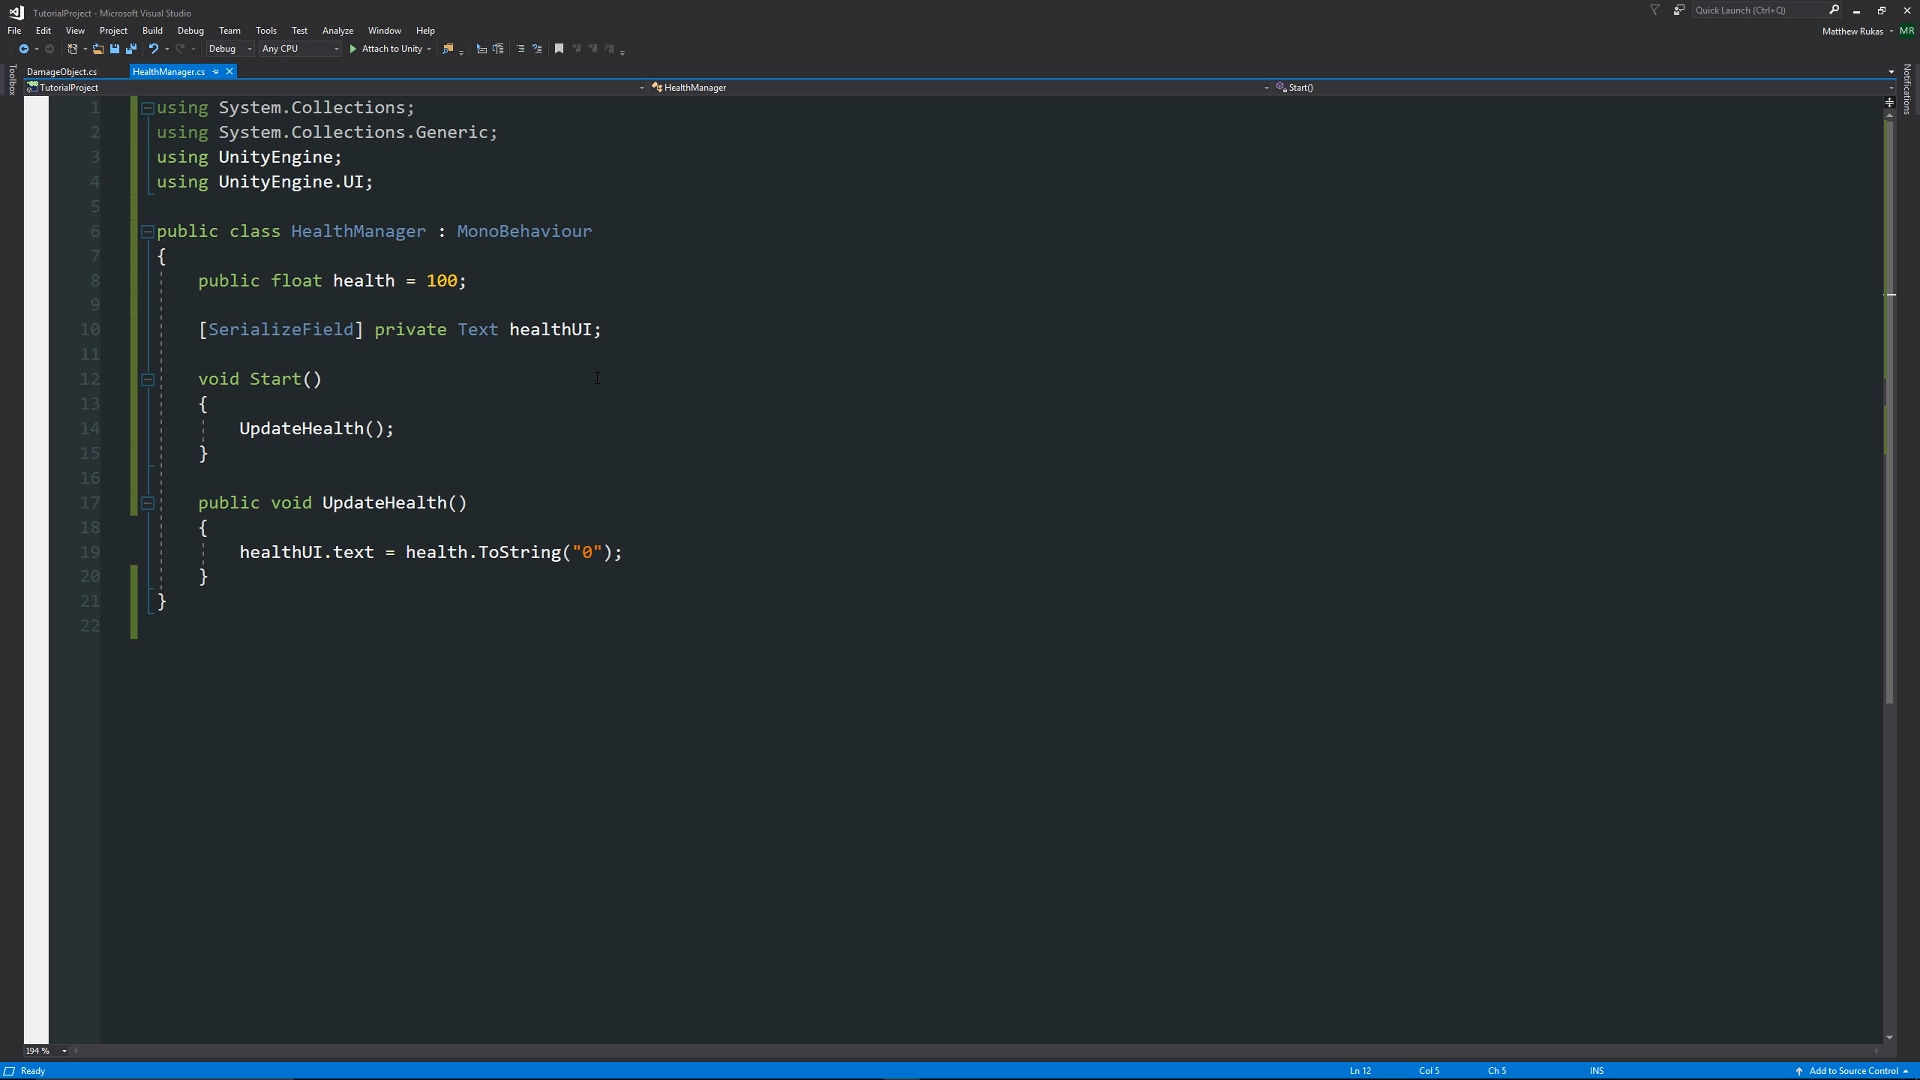 TutorialProject - Microsoft Visual Studio
Quick Launch (Ctrl+Q)
File Edit View Project Build Debug Team Tools Test Analyze Window Help
Matthew Rukas MR
Debug Any CPU Attach to Unity
Toolbox
Notifications
DamageObject.cs HealthManager.cs
TutorialProject HealthManager Start()
1 using System.Collections;
2 using System.Collections.Generic;
3 using UnityEngine;
4 using UnityEngine.UI;
5
6 public class HealthManager : MonoBehaviour
7 {
8 public float health = 100;
9
10 [SerializeField] private Text healthUI;
11
12 void Start()
13 {
14 UpdateHealth();
15 }
16
17 public void UpdateHealth()
18 {
19 healthUI.text = health.ToString("0");
20 }
21 }
22
194 %
Ready Ln 12 Col 5 Ch 5 INS Add to Source Control